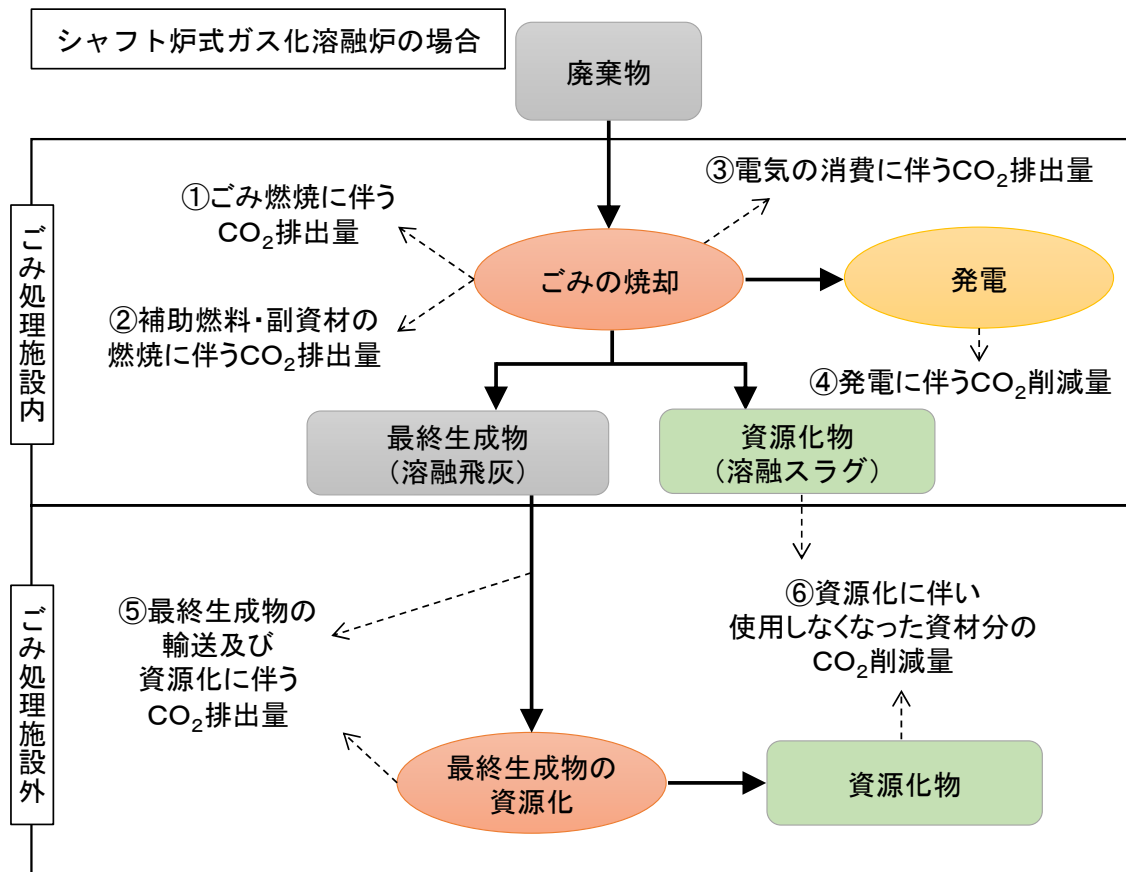 シャフト炉式ガス化溶融炉の場合
廃棄物
ごみ処理施設内
①ごみ燃焼に伴う
CO₂排出量
③電気の消費に伴うCO₂排出量
ごみの焼却
発電
②補助燃料・副資材の
燃焼に伴うCO₂排出量
④発電に伴うCO₂削減量
最終生成物
（溶融飛灰）
資源化物
（溶融スラグ）
ごみ処理施設外
⑤最終生成物の
輸送及び
資源化に伴う
CO₂排出量
⑥資源化に伴い
使用しなくなった資材分の
CO₂削減量
最終生成物の
資源化
資源化物